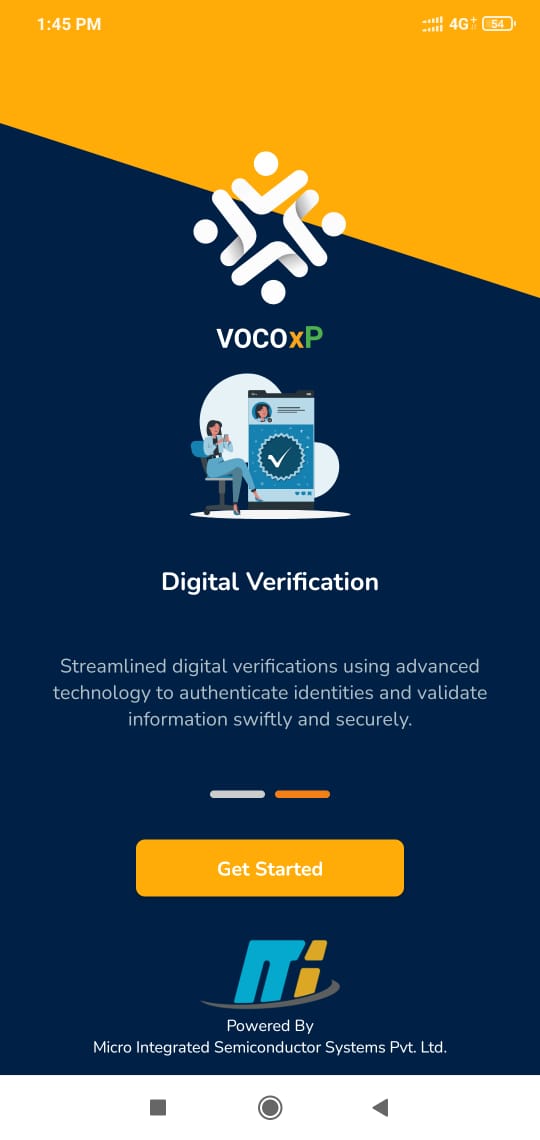 1:45 PM
4G+
54
VOCOxP
Digital Verification
Streamlined digital verifications using advanced
technology to authenticate identities and validate
information swiftly and securely.
Get Started
Powered By
Micro Integrated Semiconductor Systems Pvt. Ltd.